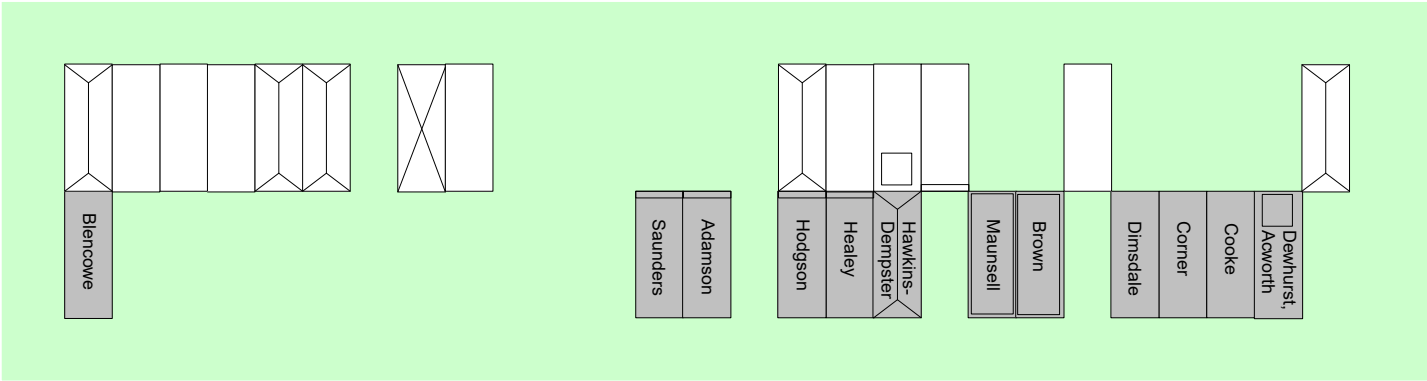 Blencowe
Saunders
Adamson
Hodgson
Healey
Hawkins-
Dempster
Maunsell
Brown
Dimsdale
Corner
Cooke
Dewhurst,
Acworth